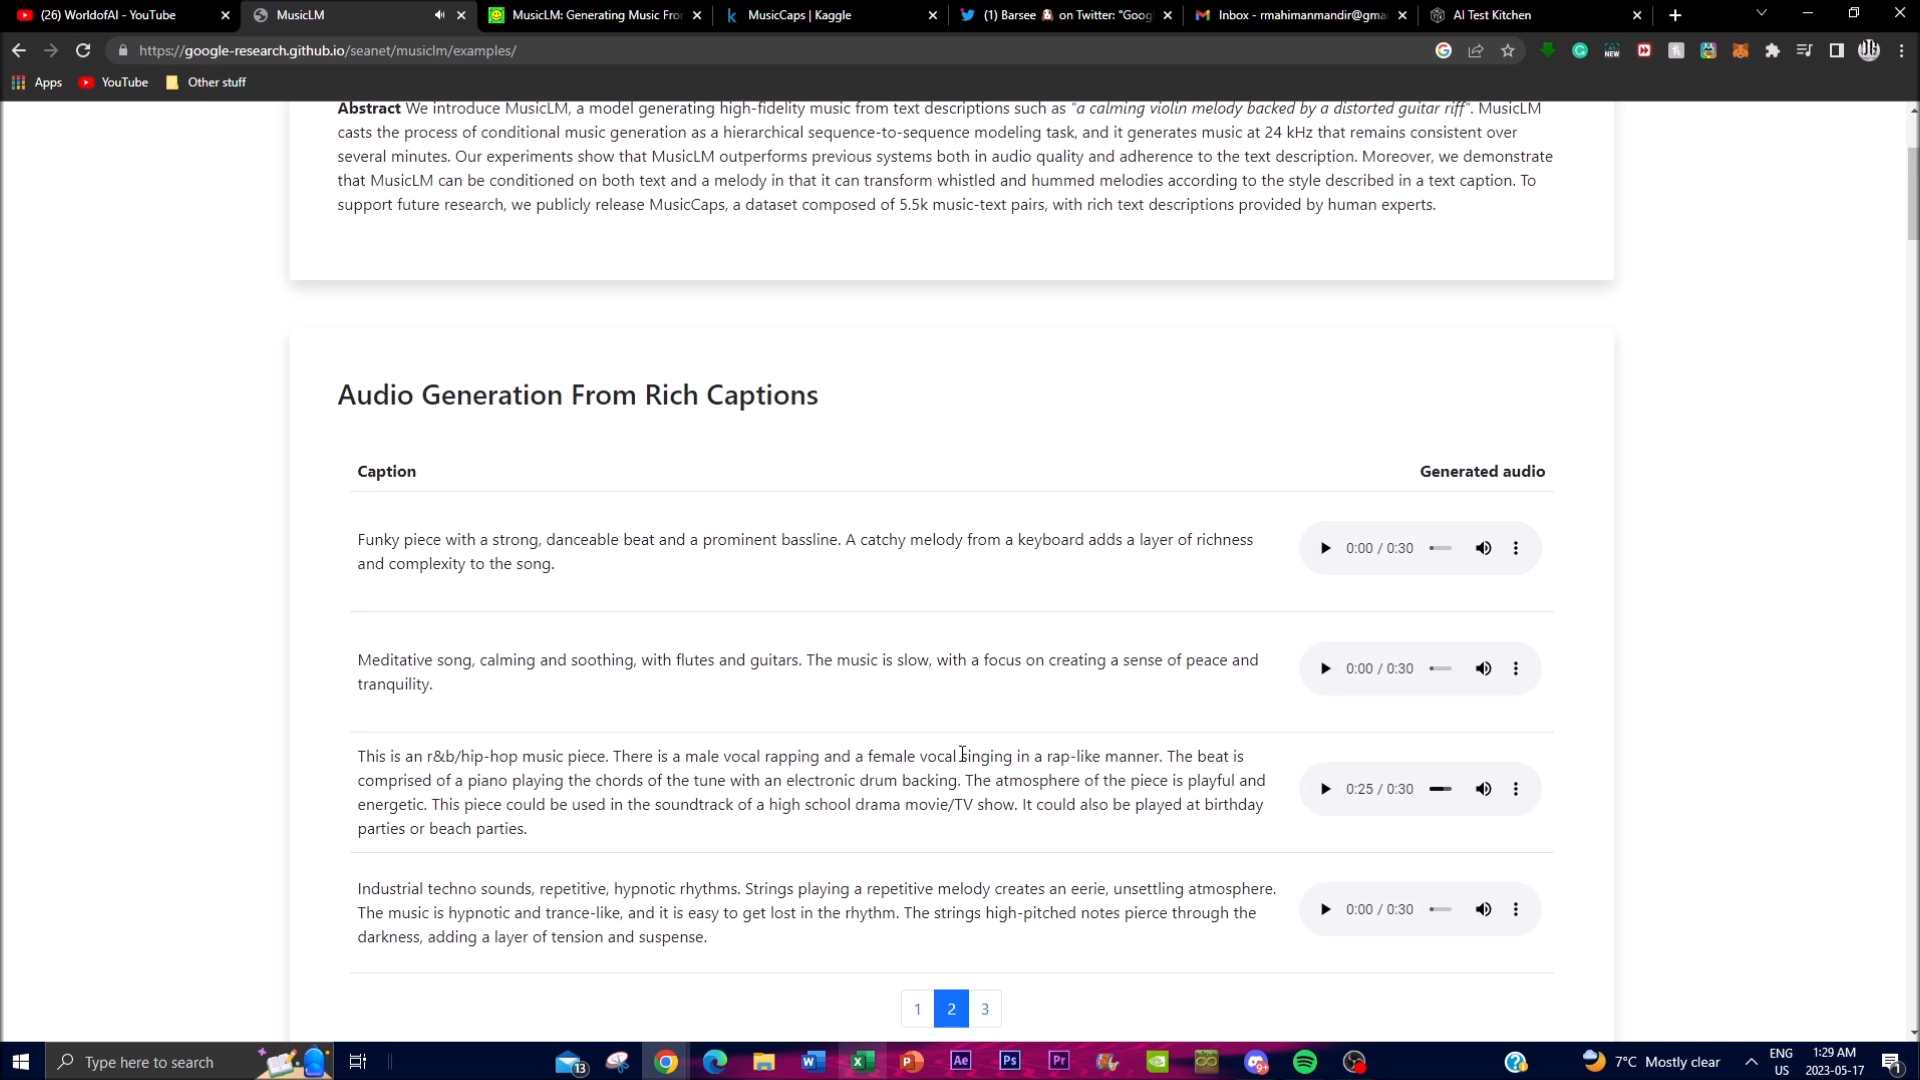 (26) WorldofAI - YouTube
MusicLM
MusicLM: Generating Music From
MusicCaps | Kaggle
(1) Barsee on Twitter: "Goog
Inbox - rmahimanmandir@gma
AI Test Kitchen
https://google-research.github.io/seanet/musiclm/examples/
NEW
Apps
YouTube
Other stuff
Abstract We introduce MusicLM, a model generating high-fidelity music from text descriptions such as "a calming violin melody backed by a distorted guitar riff". MusicLM
casts the process of conditional music generation as a hierarchical sequence-to-sequence modeling task, and it generates music at 24 kHz that remains consistent over
several minutes. Our experiments show that MusicLM outperforms previous systems both in audio quality and adherence to the text description. Moreover, we demonstrate
that MusicLM can be conditioned on both text and a melody in that it can transform whistled and hummed melodies according to the style described in a text caption. To
support future research, we publicly release MusicCaps, a dataset composed of 5.5k music-text pairs, with rich text descriptions provided by human experts.
Audio Generation From Rich Captions
Caption Generated audio
Funky piece with a strong, danceable beat and a prominent bassline. A catchy melody from a keyboard adds a layer of richness
and complexity to the song.
0:00 / 0:30
Meditative song, calming and soothing, with flutes and guitars. The music is slow, with a focus on creating a sense of peace and
tranquility.
0:00 / 0:30
This is an r&b/hip-hop music piece. There is a male vocal rapping and a female vocal singing in a rap-like manner. The beat is
comprised of a piano playing the chords of the tune with an electronic drum backing. The atmosphere of the piece is playful and
energetic. This piece could be used in the soundtrack of a high school drama movie/TV show. It could also be played at birthday
parties or beach parties.
0:25 / 0:30
Industrial techno sounds, repetitive, hypnotic rhythms. Strings playing a repetitive melody creates an eerie, unsettling atmosphere.
The music is hypnotic and trance-like, and it is easy to get lost in the rhythm. The strings high-pitched notes pierce through the
darkness, adding a layer of tension and suspense.
0:00 / 0:30
1 2 3
Type here to search
13
Ae
Ps
Pr
9+
7°C Mostly clear
ENG
US
1:29 AM
2023-05-17
1